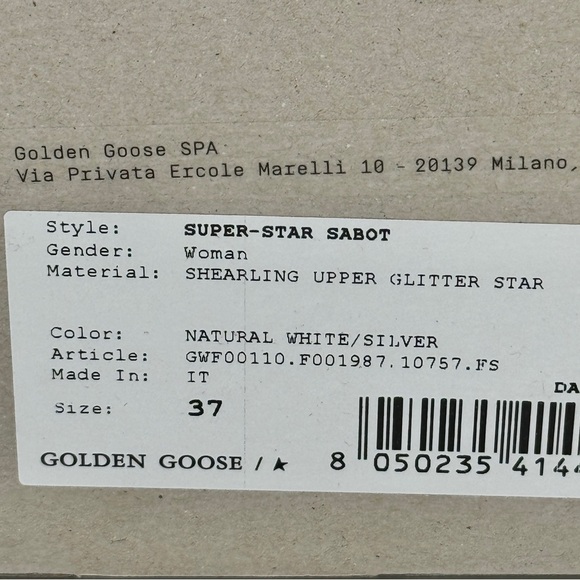 Golden Goose SPA
Via Privata Ercole Marelli 10 - 20139 Milano,
Style: SUPER-STAR SABOT
Gender: Woman
Material: SHEARLING UPPER GLITTER STAR
Color: NATURAL WHITE/SILVER
Article: GWF00110.F001987.10757.FS
Made In: IT
DA
Size: 37
GOLDEN GOOSE / ★ 8 050235 414